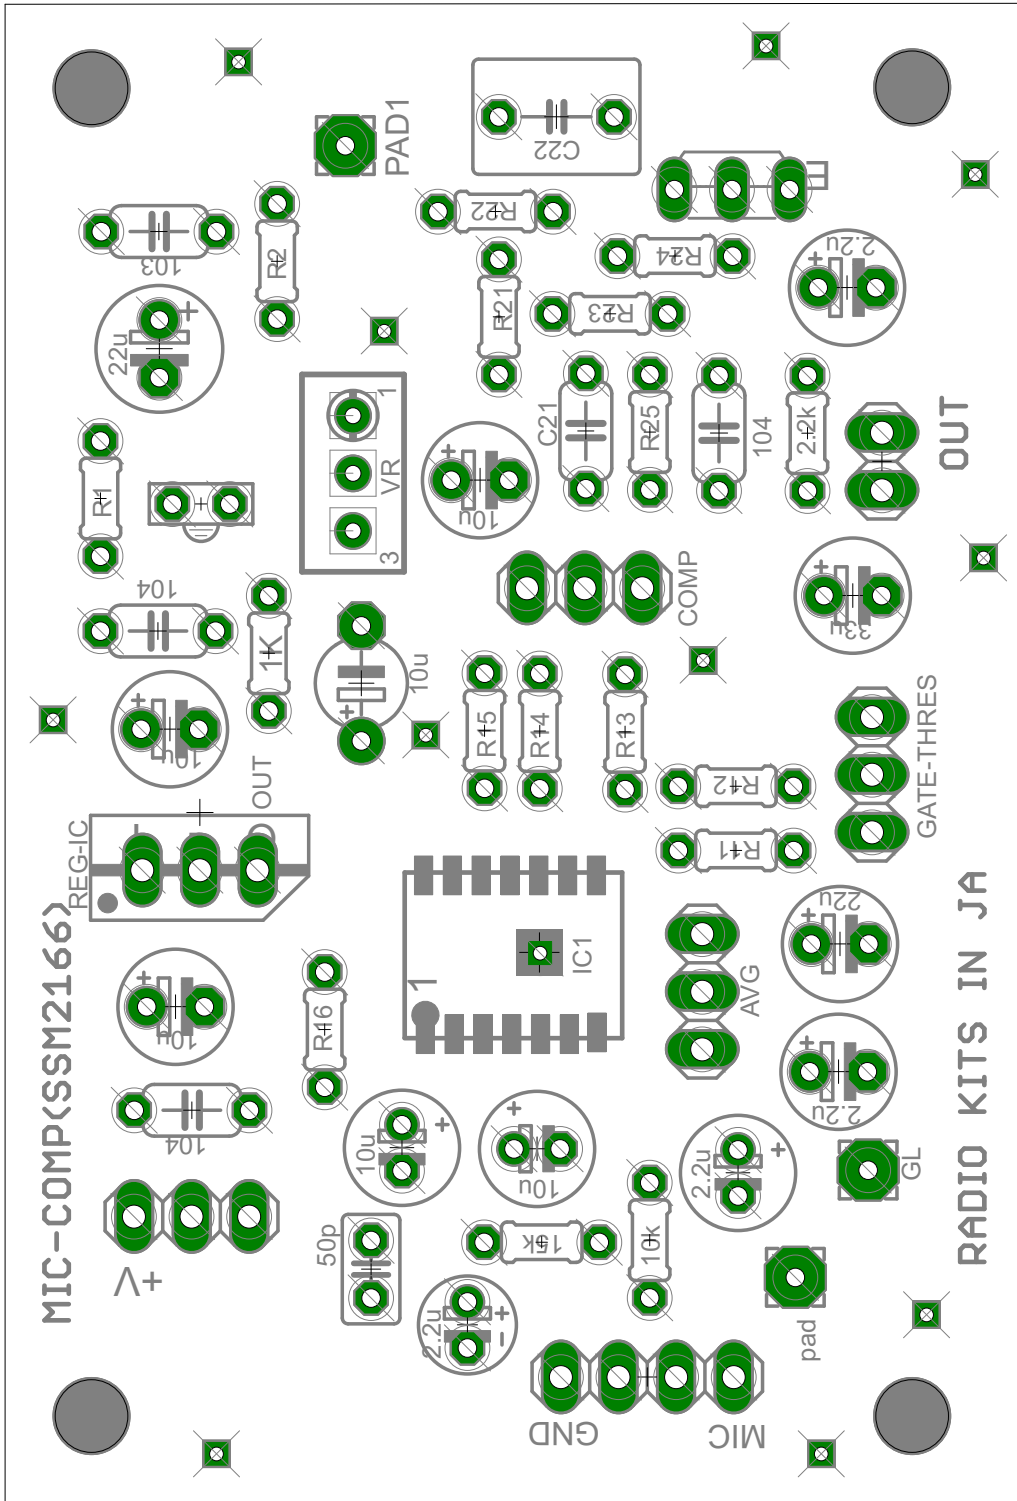 PAD1
C22
R22
103
R2
R24
2.2u
+
R21
R23
22u
+
1
VR
3
C21
R25
104
2.2k
OUT
+
10u
R1
COMP
+
33u
104
1K
10u
+
+
10u
R15
R14
R13
GATE-THRES
R12
R11
OUT
REG-IC
22u
+
IC1
1
AVG
MIC-COMP(SSM2166)
+
10u
R16
RADIO KITS IN JA
+
2.2u
104
10u
+
+
10u
2.2u
+
GL
+V
50p
15k
10k
2.2u
+
-
pad
GND
MIC